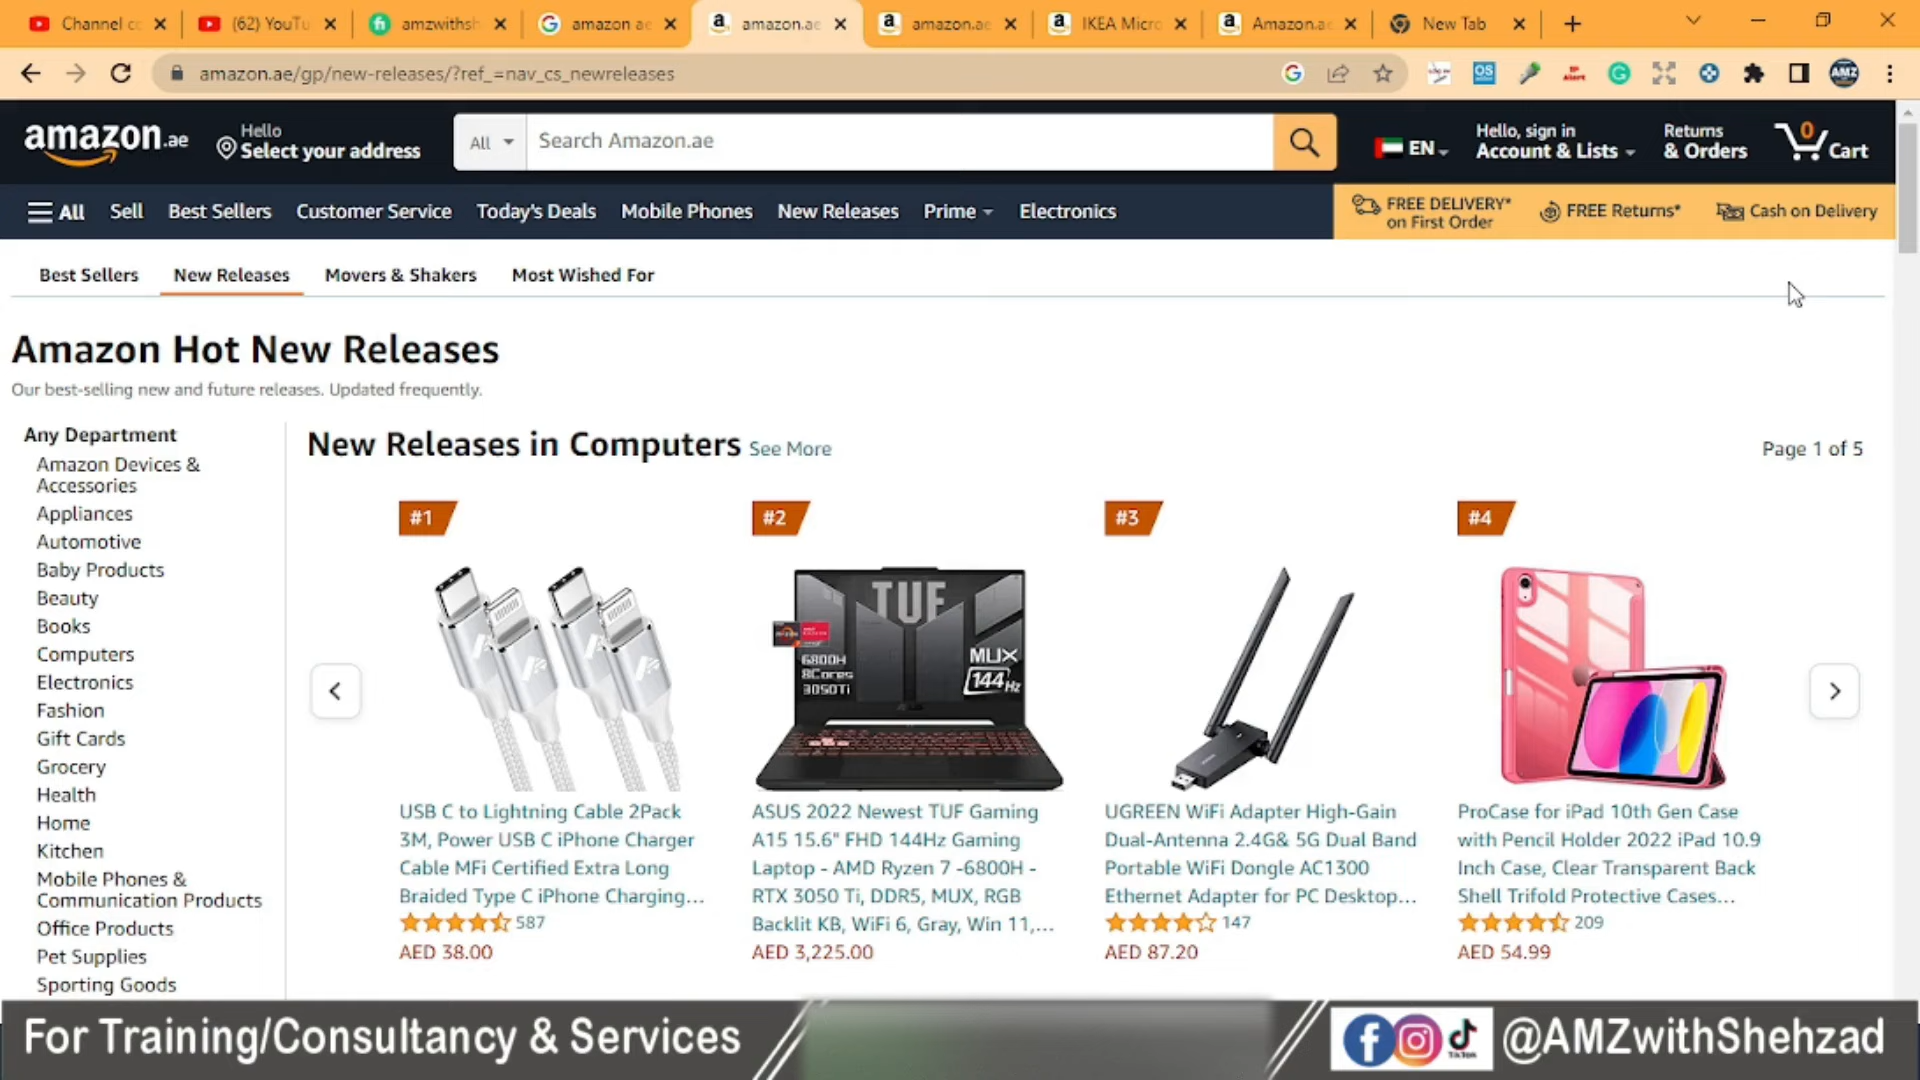 Channel co
(62) YouTu
amzwithsh
amazon ae
amazon.ae
amazon.ae
IKEA Micro
Amazon.ae
New Tab
amazon.ae/gp/new-releases/?ref_=nav_cs_newreleases
OS
AMZ
amazon.ae
Hello
Select your address
All
Search Amazon.ae
EN
Hello, sign in
Account & Lists
Returns
& Orders
0
Cart
All
Sell
Best Sellers
Customer Service
Today's Deals
Mobile Phones
New Releases
Prime
Electronics
FREE DELIVERY*
on First Order
FREE Returns*
Cash on Delivery
Best Sellers
New Releases
Movers & Shakers
Most Wished For
Amazon Hot New Releases
Our best-selling new and future releases. Updated frequently.
Any Department
Amazon Devices &
Accessories
Appliances
Automotive
Baby Products
Beauty
Books
Computers
Electronics
Fashion
Gift Cards
Grocery
Health
Home
Kitchen
Mobile Phones &
Communication Products
Office Products
Pet Supplies
Sporting Goods
New Releases in Computers See More
Page 1 of 5
#1
USB C to Lightning Cable 2Pack
3M, Power USB C iPhone Charger
Cable MFi Certified Extra Long
Braided Type C iPhone Charging...
587
AED 38.00
#2
TUF
6800H
8Cores
3050Ti
MUX
144Hz
ASUS 2022 Newest TUF Gaming
A15 15.6" FHD 144Hz Gaming
Laptop - AMD Ryzen 7 -6800H -
RTX 3050 Ti, DDR5, MUX, RGB
Backlit KB, WiFi 6, Gray, Win 11,...
AED 3,225.00
#3
UGREEN WiFi Adapter High-Gain
Dual-Antenna 2.4G& 5G Dual Band
Portable WiFi Dongle AC1300
Ethernet Adapter for PC Desktop...
147
AED 87.20
#4
ProCase for iPad 10th Gen Case
with Pencil Holder 2022 iPad 10.9
Inch Case, Clear Transparent Back
Shell Trifold Protective Cases...
209
AED 54.99
For Training/Consultancy & Services
@AMZwithShehzad